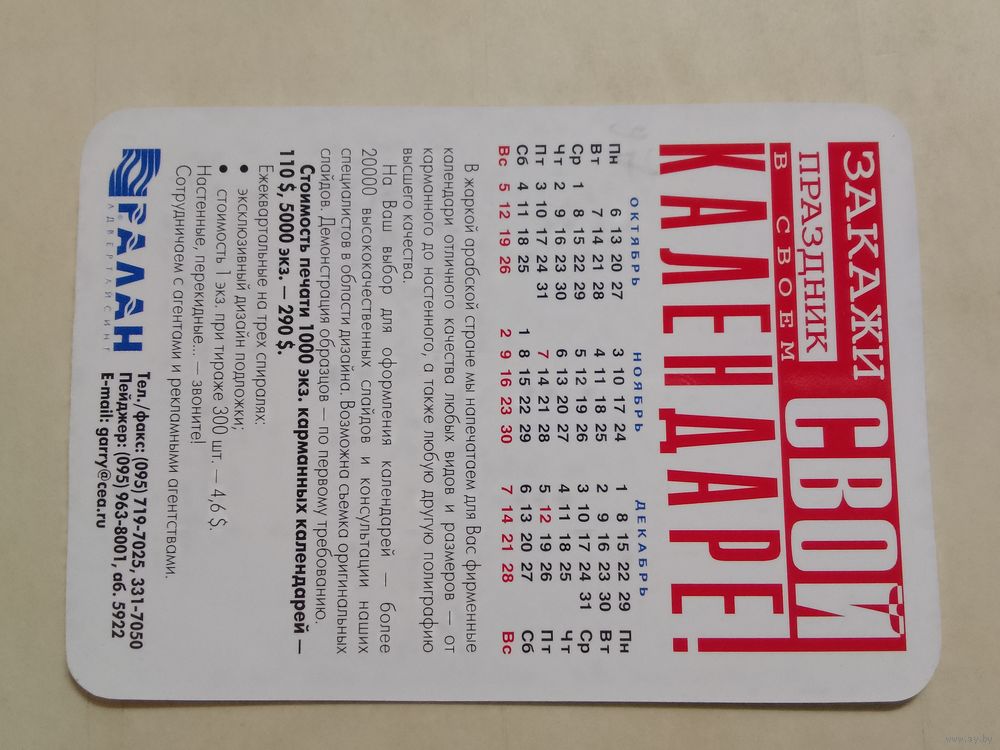 ЗАКАЖИ СВОЙ
ПРАЗДНИК
В СВОЕМ
КАЛЕНДАРЕ!
ОКТЯБРЬ НОЯБРЬ ДЕКАБРЬ
Пн 6 13 20 27 3 10 17 24 1 8 15 22 29 Пн
Вт 7 14 21 28 4 11 18 25 2 9 16 23 30 Вт
Ср 1 8 15 22 29 5 12 19 26 3 10 17 24 31 Ср
Чт 2 9 16 23 30 6 13 20 27 4 11 18 25 Чт
Пт 3 10 17 24 31 7 14 21 28 5 12 19 26 Пт
Сб 4 11 18 25 1 8 15 22 29 6 13 20 27 Сб
Вс 5 12 19 26 2 9 16 23 30 7 14 21 28 Вс
В жаркой арабской стране мы напечатаем для Вас фирменные
календари отличного качества любых видов и размеров — от
карманного до настенного, а также любую другую полиграфию
высшего качества.
На Ваш выбор для оформления календарей — более
20000 высококачественных слайдов и консультации наших
специалистов в области дизайна. Возможна съемка оригинальных
слайдов. Демонстрация образцов — по первому требованию.
Стоимость печати 1000 экз. карманных календарей —
110 $, 5000 экз. — 290 $.
Ежеквартальные на трех спиралях:
• эксклюзивный дизайн подложки;
• стоимость 1 экз. при тираже 300 шт. — 4,6 $.
Настенные, перекидные... — звоните!
Сотрудничаем с агентами и рекламными агентствами.
РАЛАН
АДВЕРТАЙСИНГ
Тел./факс: (095) 719-7025, 331-7050
Пейджер: (095) 963-8001, аб. 5922
E-mail: garry@cea.ru
www.ay.by